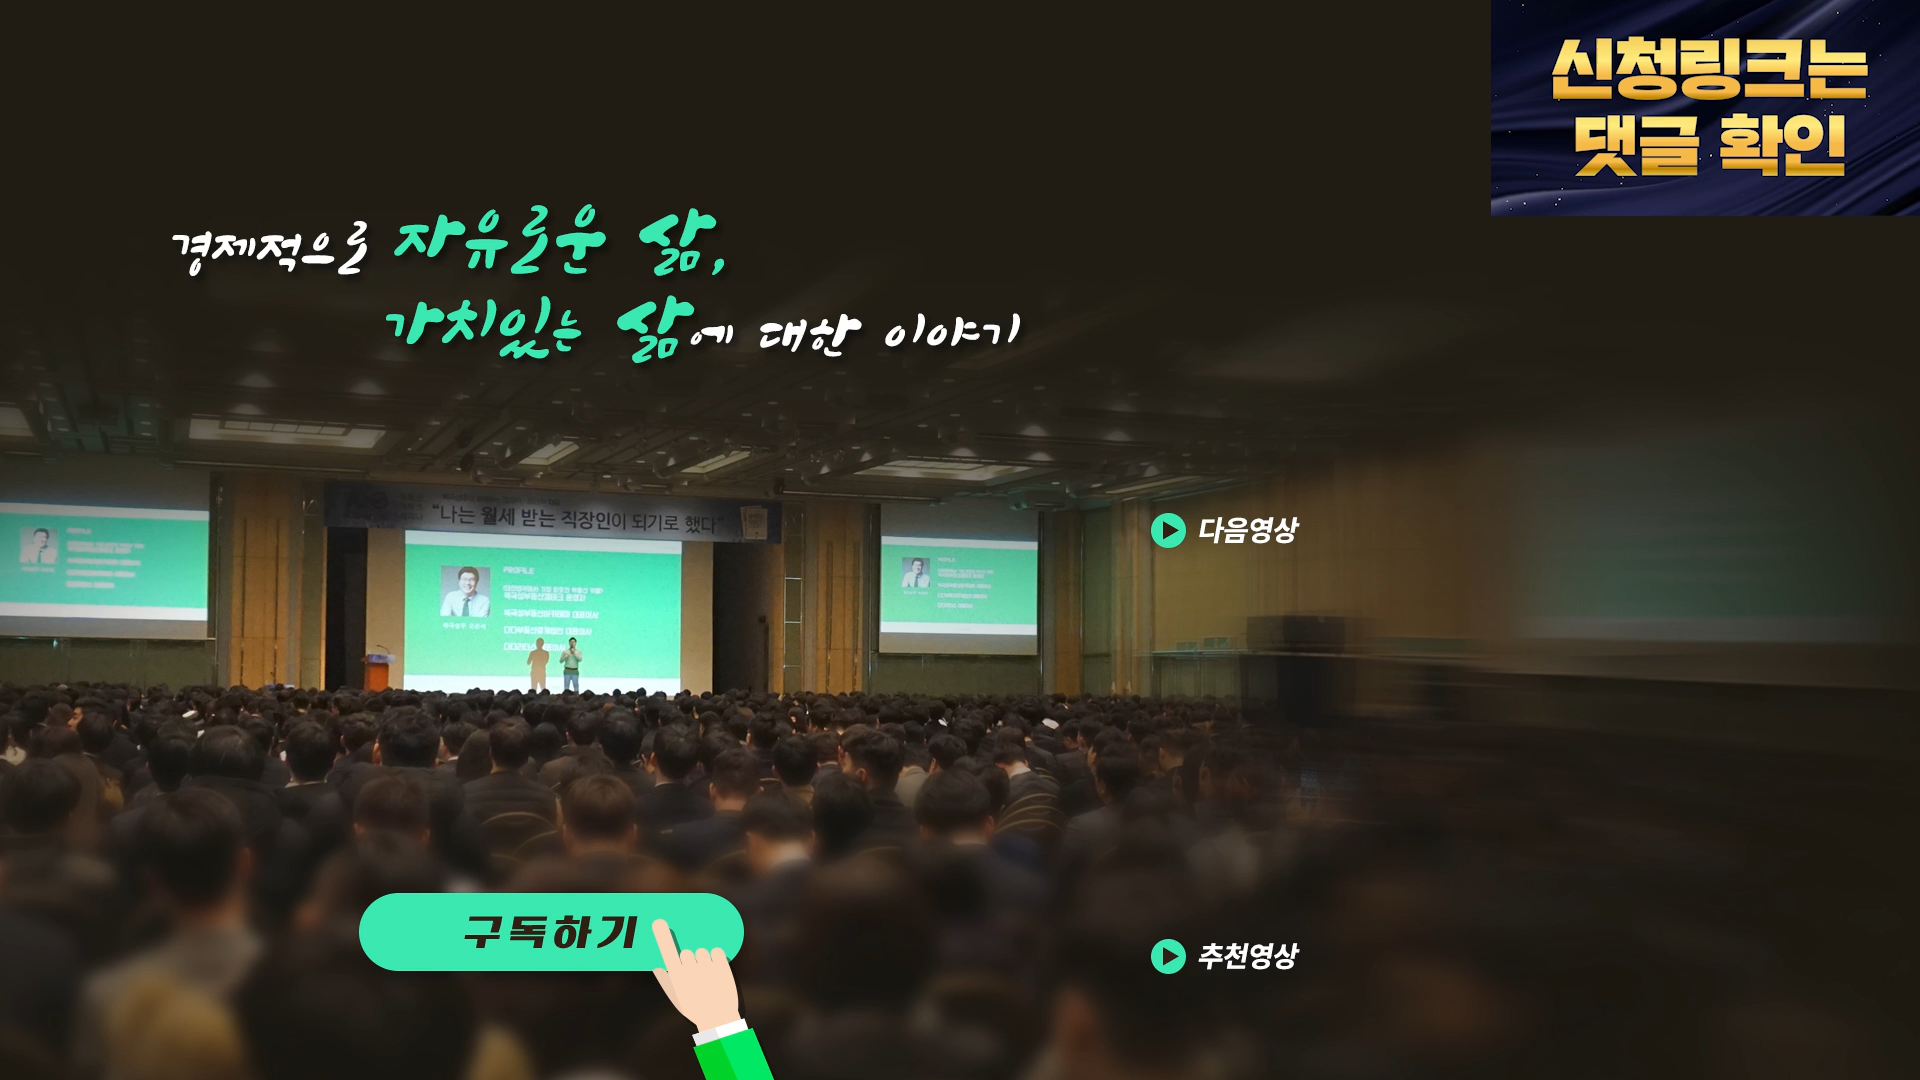 신청링크는
댓글 확인
경제적으로 자유로운 삶,
가치있는 삶에 대한 이야기
"나는 월세 받는 직장인이 되기로 했다"
PROFILE
다음영상
구독하기
추천영상